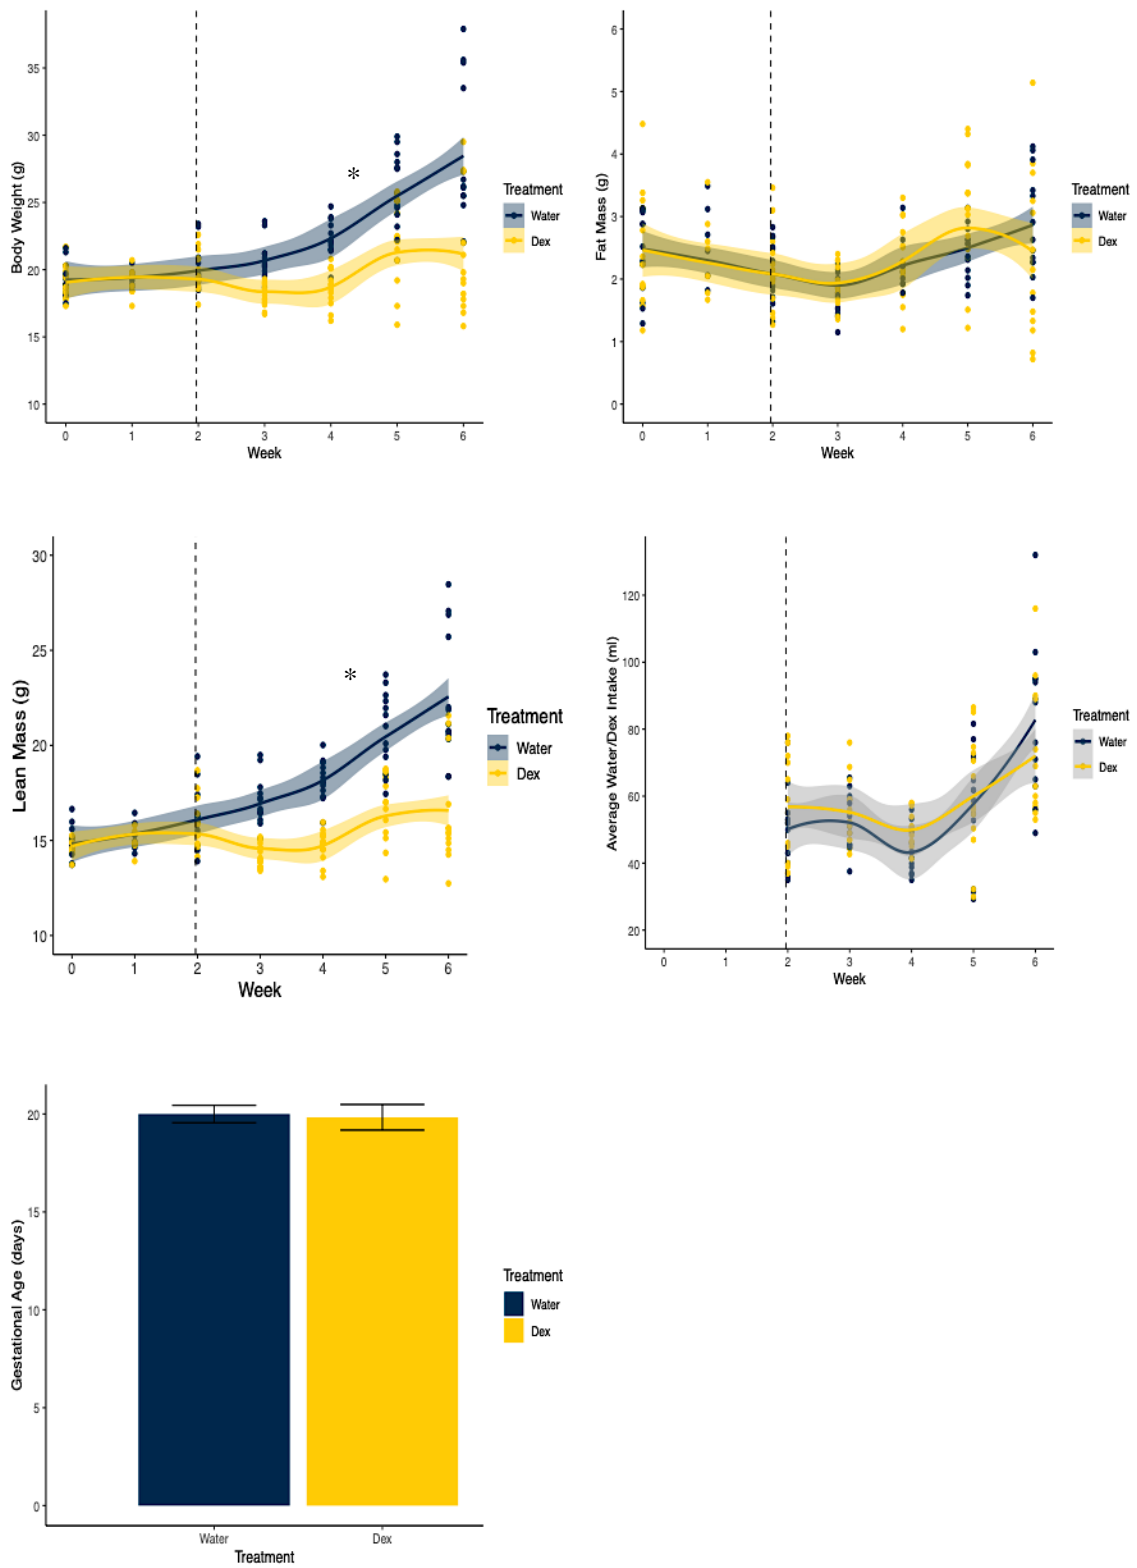 Body Weight (g)
35
30
25
20
15
10
*
0 1 2 3 4 5 6
Week
Treatment
Water
Dex
Fat Mass (g)
6
5
4
3
2
1
0
0 1 2 3 4 5 6
Week
Treatment
Water
Dex
Lean Mass (g)
30
25
20
15
10
*
0 1 2 3 4 5 6
Week
Treatment
Water
Dex
Average Water/Dex Intake (ml)
120
100
80
60
40
20
0 1 2 3 4 5 6
Week
Treatment
Water
Dex
Gestational Age (days)
20
15
10
5
0
Water Dex
Treatment
Treatment
Water
Dex